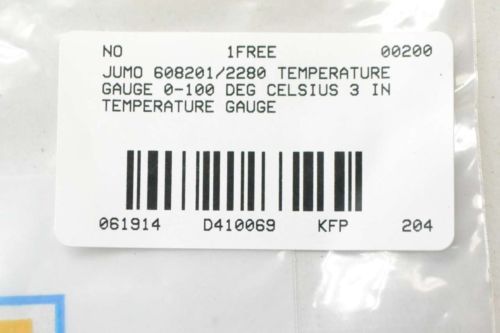 NO 1FREE 00200
JUMO 608201/2280 TEMPERATURE
GAUGE 0-100 DEG CELSIUS 3 IN
TEMPERATURE GAUGE
061914 D410069 KFP 204